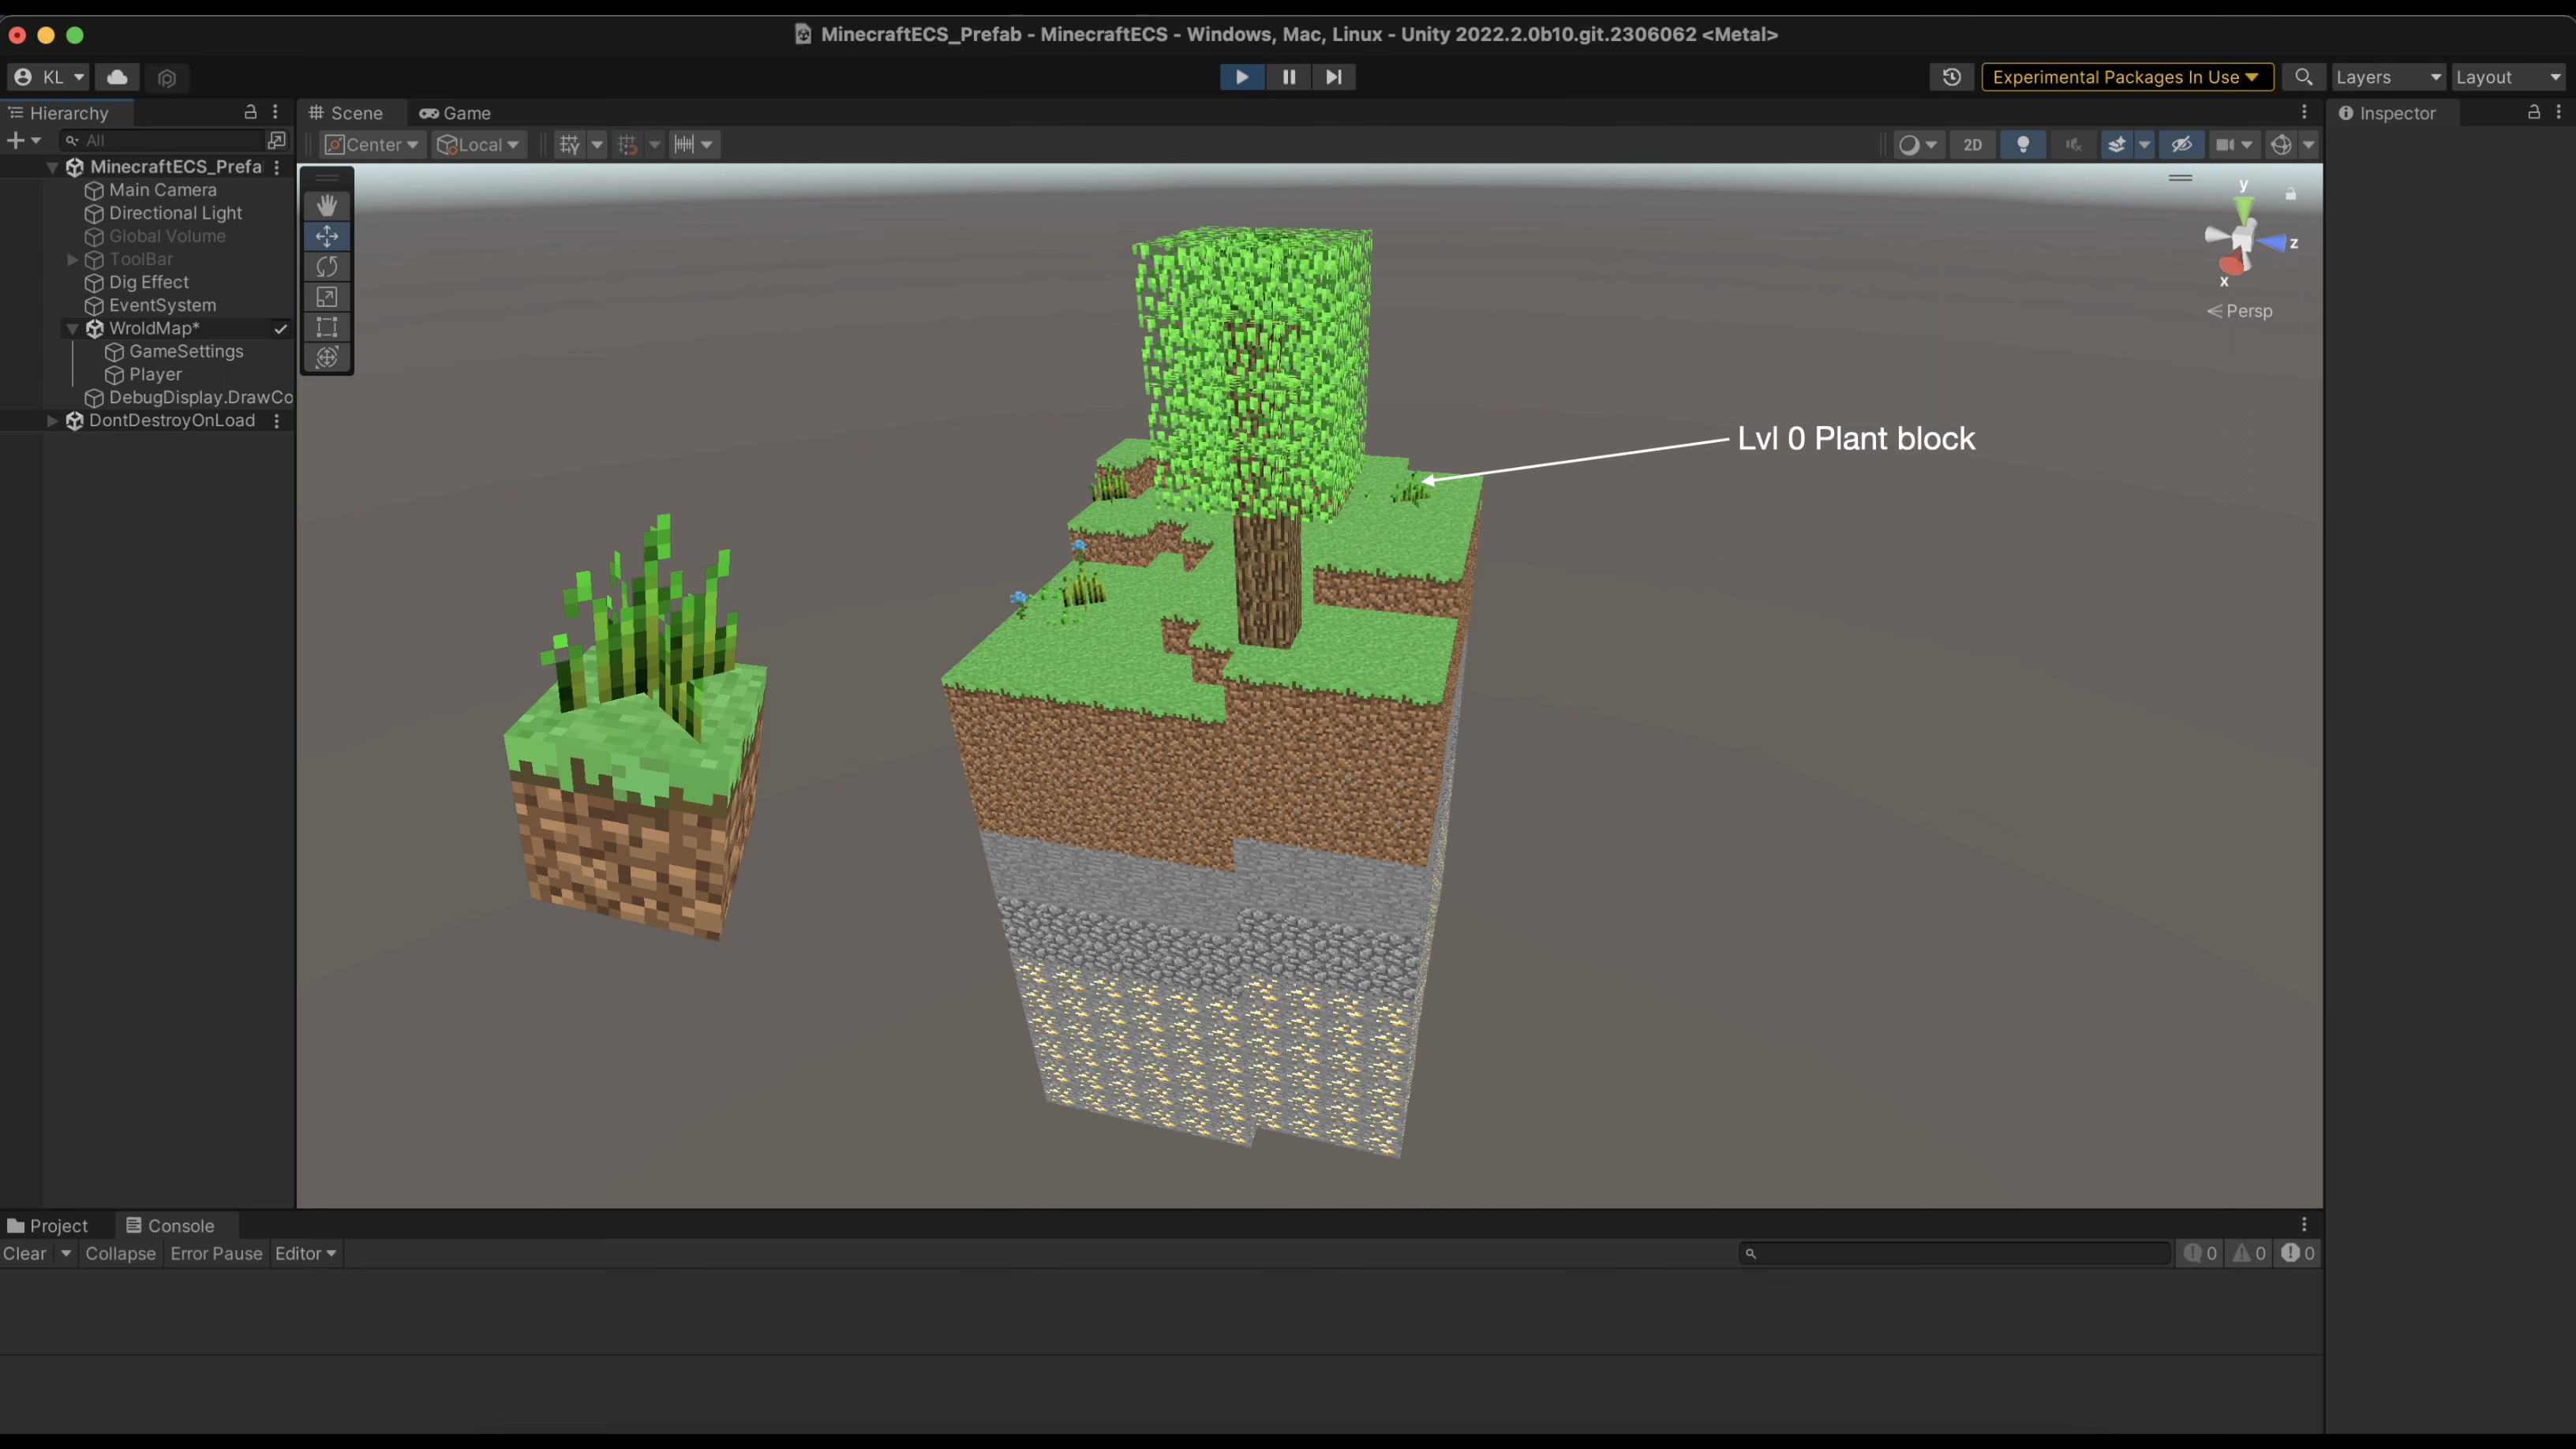 MinecraftECS_Prefab - MinecraftECS - Windows, Mac, Linux - Unity 2022.2.0b10.git.2306062 <Metal>
KL
Experimental Packages In Use
Layers
Layout
Hierarchy
Scene
Game
Inspector
All
Center
Local
2D
MinecraftECS_Prefa
Main Camera
Directional Light
Global Volume
ToolBar
Dig Effect
EventSystem
WroldMap*
GameSettings
Player
DebugDisplay.DrawCo
DontDestroyOnLoad
y
z
x
Persp
Lvl 0 Plant block
Project
Console
Clear
Collapse
Error Pause
Editor
0
0
0